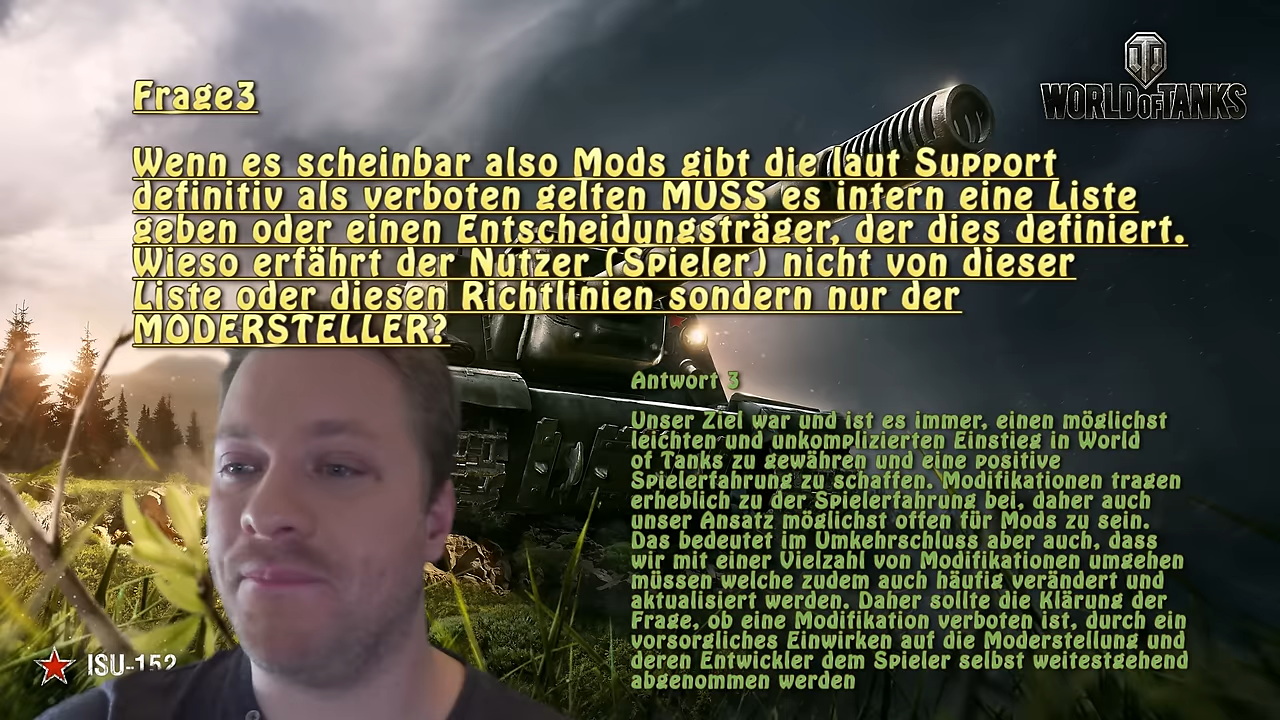 WORLD OF TANKS
Frage3
Wenn es scheinbar also Mods gibt die laut Support
definitiv als verboten gelten MUSS es intern eine Liste
geben oder einen Entscheidungsträger, der dies definiert.
Wieso erfährt der Nutzer (Spieler) nicht von dieser
Liste oder diesen Richtlinien sondern nur der
MODERSTELLER?
Antwort 3
Unser Ziel war und ist es immer, einen möglichst
leichten und unkomplizierten Einstieg in World
of Tanks zu gewähren und eine positive
Spielerfahrung zu schaffen. Modifikationen tragen
erheblich zu der Spielerfahrung bei, daher auch
unser Ansatz möglichst offen für Mods zu sein.
Das bedeutet im Umkehrschluss aber auch, dass
wir mit einer Vielzahl von Modifikationen umgehen
müssen welche zudem auch häufig verändert und
aktualisiert werden. Daher sollte die Klärung der
Frage, ob eine Modifikation verboten ist, durch ein
vorsorgliches Einwirken auf die Moderstellung und
deren Entwickler dem Spieler selbst weitestgehend
abgenommen werden
ISU-152